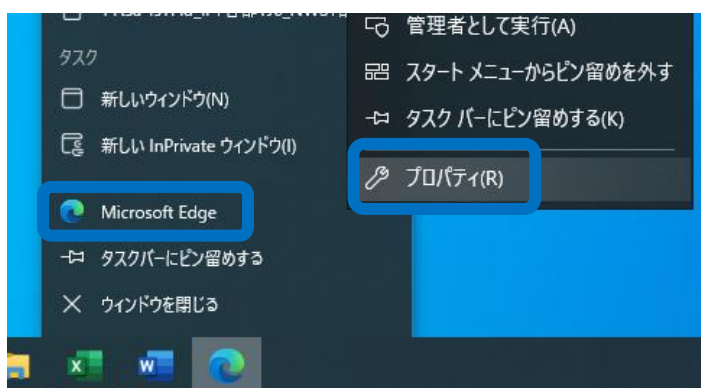 タスク
新しいウィンドウ(N)
新しい InPrivate ウィンドウ(I)
Microsoft Edge
タスクバーにピン留めする
ウィンドウを閉じる
管理者として実行(A)
スタート メニューからピン留めを外す
タスク バーにピン留めする(K)
プロパティ(R)